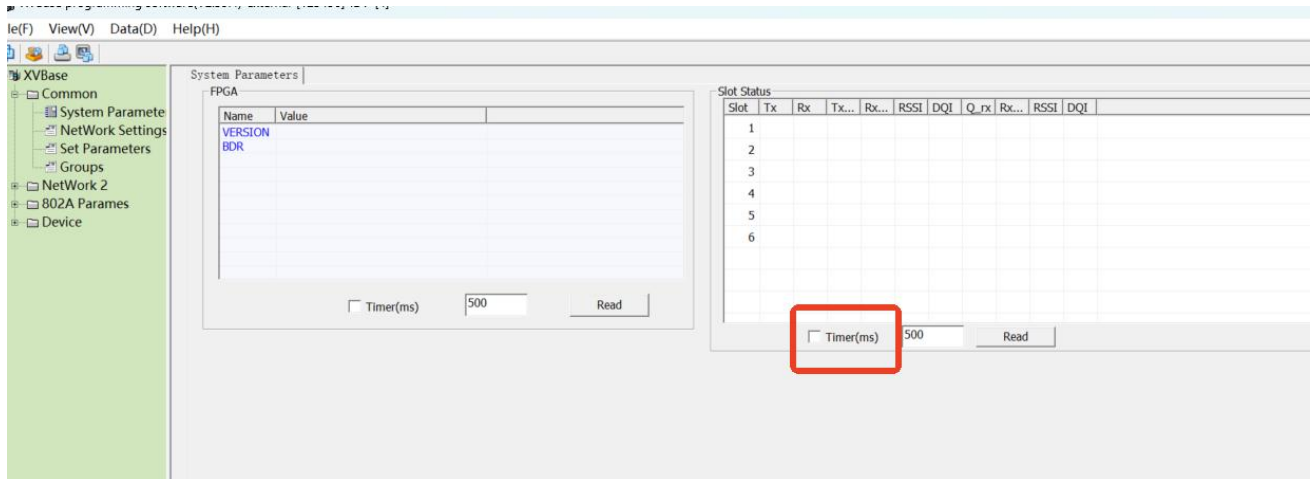 le(F) View(V) Data(D) Help(H)
XVBase
Common
System Paramete
NetWork Settings
Set Parameters
Groups
NetWork 2
802A Parames
Device
System Parameters
FPGA
Name Value
VERSION
BDR
Timer(ms) 500 Read
Slot Status
Slot Tx Rx Tx... Rx... RSSI DQI Q_rx Rx... RSSI DQI
1
2
3
4
5
6
Timer(ms) 500 Read